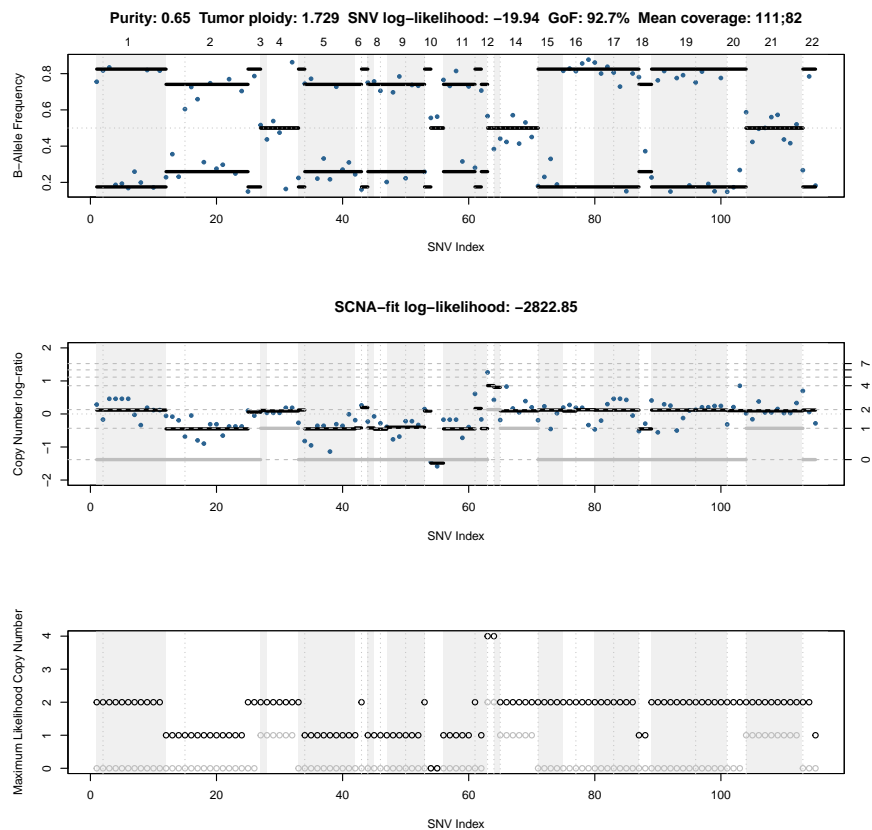 Purity: 0.65 Tumor ploidy: 1.729 SNV log−likelihood: −19.94 GoF: 92.7% Mean coverage: 111;82
1 2 3 4 5 6 8 9 10 11 12 14 15 16 17 18 19 20 21 22
B−Allele Frequency
0.8
0.6
0.4
0.2
0 20 40 60 80 100
SNV Index
SCNA−fit log−likelihood: −2822.85
Copy Number log−ratio
2
1
0
−1
−2
7
4
2
1
0
0 20 40 60 80 100
SNV Index
Maximum Likelihood Copy Number
4
3
2
1
0
0 20 40 60 80 100
SNV Index